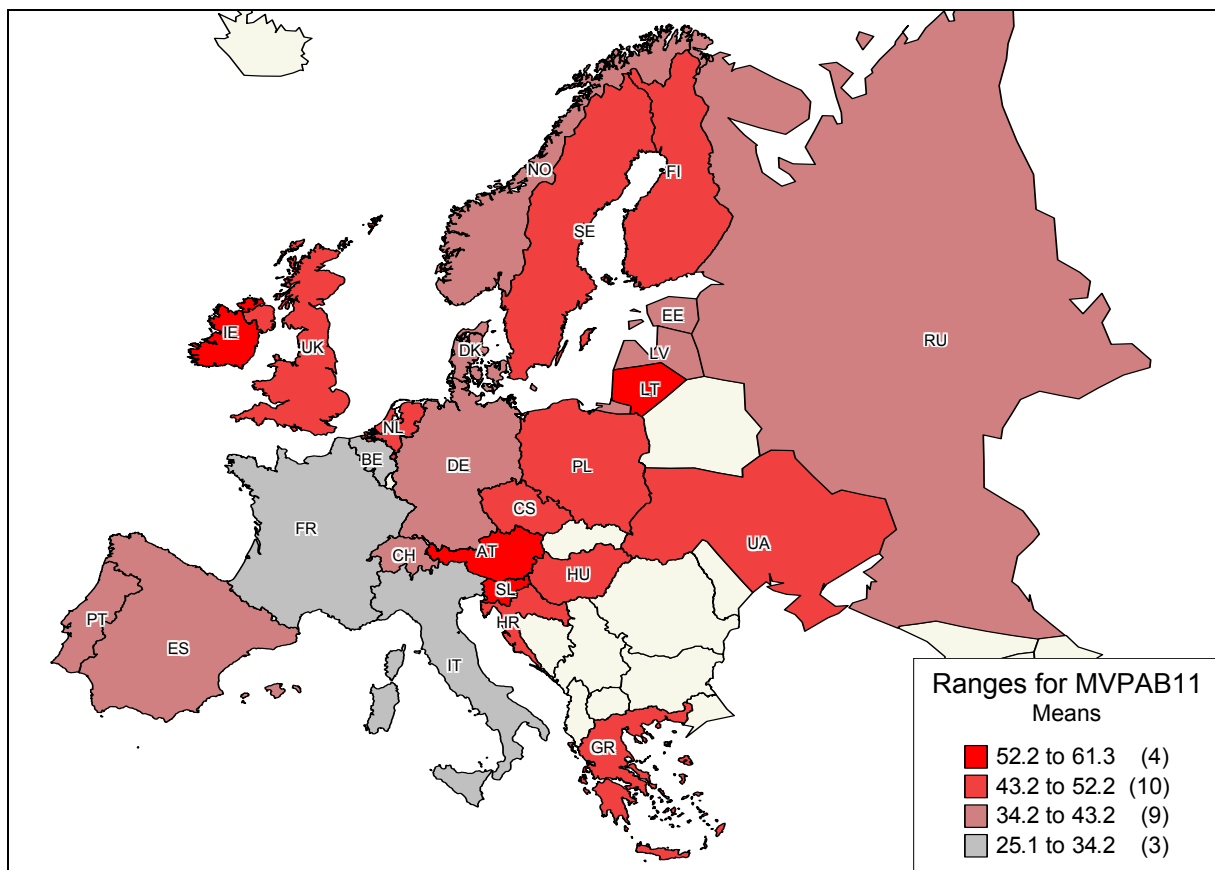 NO
FI
SE
EE
RU
IE
DK
LV
UK
LT
NL
BE
DE
PL
CS
FR
UA
CH
AT
HU
SL
PT
HR
ES
IT
GR
Ranges for MVPAB11
Means
52.2 to 61.3 (4)
43.2 to 52.2 (10)
34.2 to 43.2 (9)
25.1 to 34.2 (3)